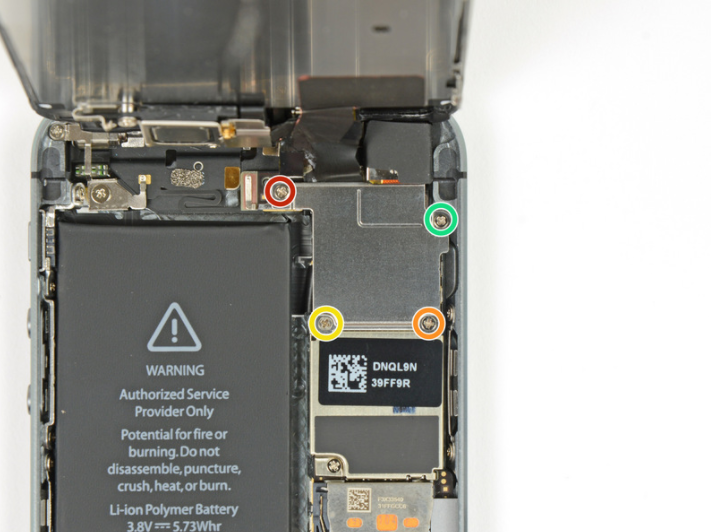 DNQL9N
39FF9R
WARNING
Authorized Service
Provider Only
Potential for fire or
burning. Do not
disassemble, puncture,
crush, heat, or burn.
Li-ion Polymer Battery
3.8V 5.73Whr